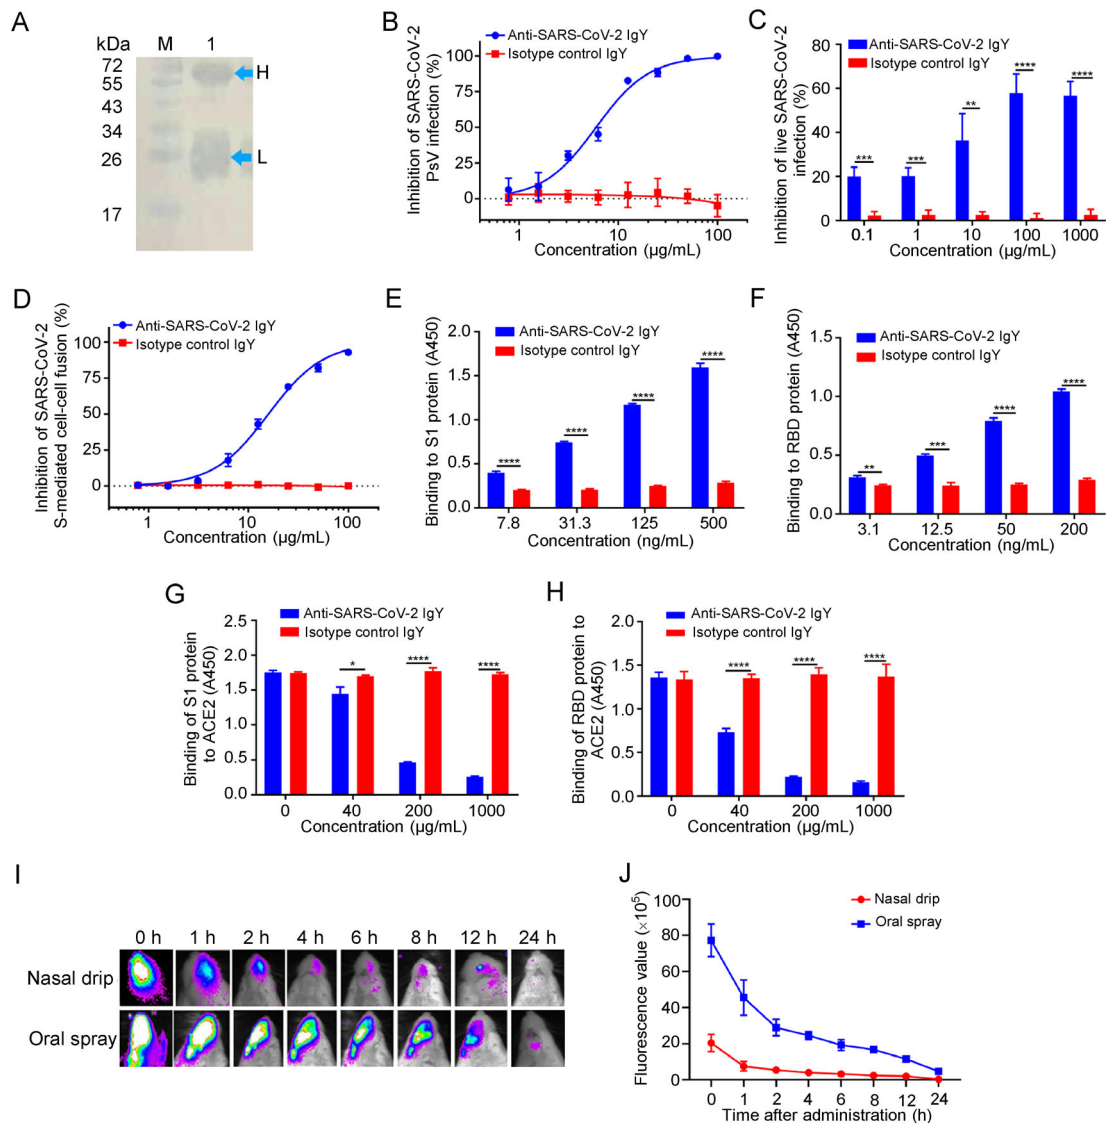 A
kDa M 1
72
55
43
34
26
17
H
L
B
Anti-SARS-CoV-2 IgY
Isotype control IgY
Inhibition of SARS-CoV-2
PsV infection (%)
100
75
50
25
0
1 10 100
Concentration (μg/mL)
C
Anti-SARS-CoV-2 IgY
Isotype control IgY
Inhibition of live SARS-CoV-2
infection (%)
80
60
40
20
0
*** *** ** **** ****
0.1 1 10 100 1000
Concentration (μg/mL)
D
Anti-SARS-CoV-2 IgY
Isotype control IgY
Inhibition of SARS-CoV-2
S-mediated cell-cell fusion (%)
100
75
50
25
0
1 10 100
Concentration (μg/mL)
E
Anti-SARS-CoV-2 IgY
Isotype control IgY
Binding to S1 protein (A450)
2.0
1.5
1.0
0.5
0.0
**** **** **** ****
7.8 31.3 125 500
Concentration (ng/mL)
F
Anti-SARS-CoV-2 IgY
Isotype control IgY
Binding to RBD protein (A450)
1.5
1.0
0.5
0.0
** *** **** ****
3.1 12.5 50 200
Concentration (ng/mL)
G
Anti-SARS-CoV-2 IgY
Isotype control IgY
Binding of S1 protein
to ACE2 (A450)
2.5
2.0
1.5
1.0
0.5
0.0
* **** ****
0 40 200 1000
Concentration (μg/mL)
H
Anti-SARS-CoV-2 IgY
Isotype control IgY
Binding of RBD protein to
ACE2 (A450)
2.0
1.5
1.0
0.5
0.0
**** **** ****
0 40 200 1000
Concentration (μg/mL)
I
0 h 1 h 2 h 4 h 6 h 8 h 12 h 24 h
Nasal drip
Oral spray
J
Nasal drip
Oral spray
Fluorescence value (×10⁵)
100
80
60
40
20
0
0 1 2 4 6 8 12 24
Time after administration (h)